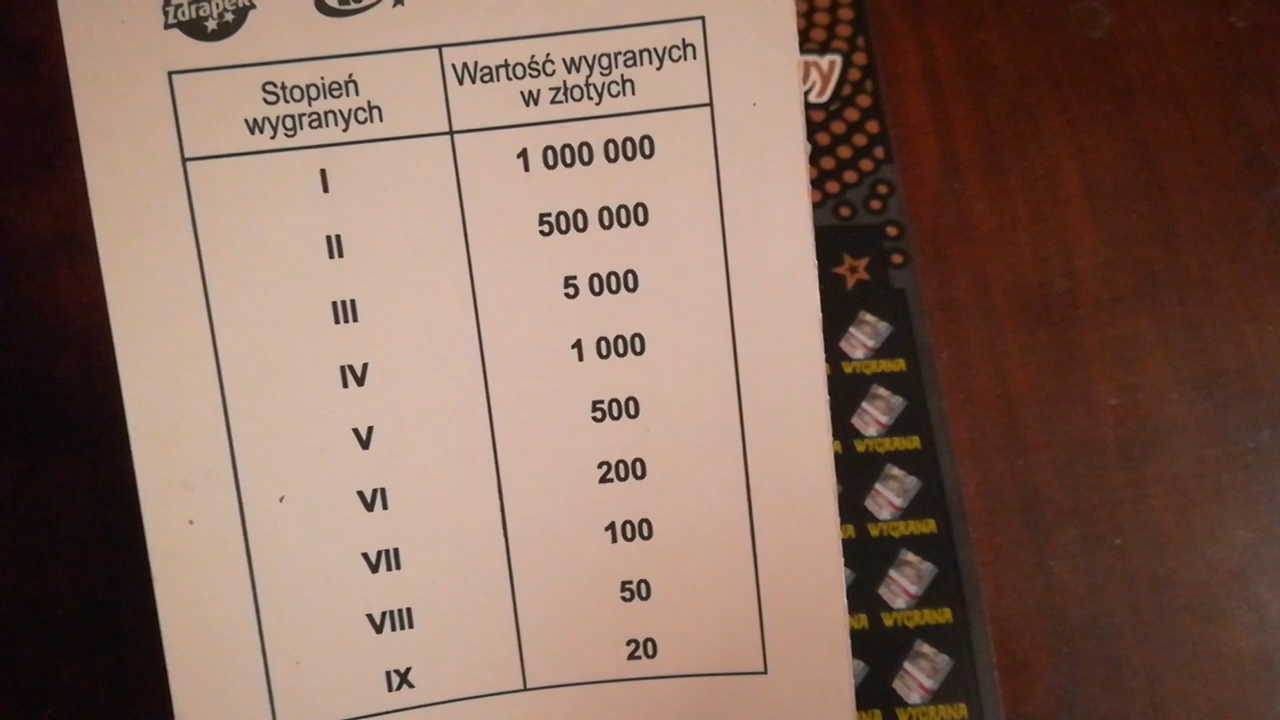 Zdrapek
Stopień
wygranych
Wartość wygranych
w złotych
I
1 000 000
II
500 000
III
5 000
IV
1 000
V
500
VI
200
VII
100
VIII
50
IX
20
WYGRANA
WYGRANA
WYGRANA
WYGRANA
WYGRANA